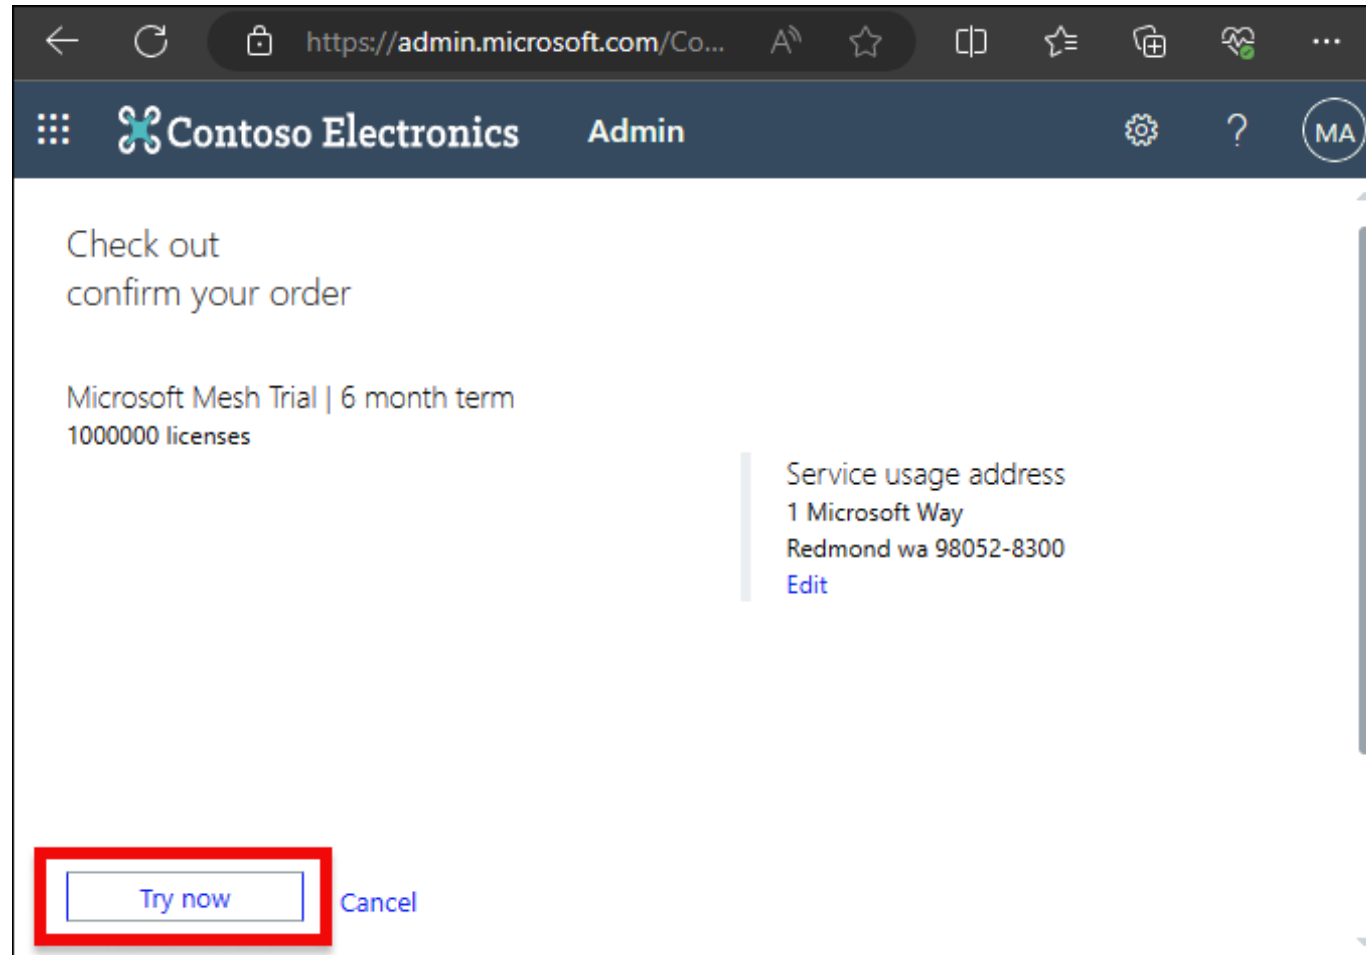 https://admin.microsoft.com/Co...
Contoso Electronics Admin ? MA
Check out
confirm your order
Microsoft Mesh Trial | 6 month term
1000000 licenses
Service usage address
1 Microsoft Way
Redmond wa 98052-8300
Edit
Try now
Cancel